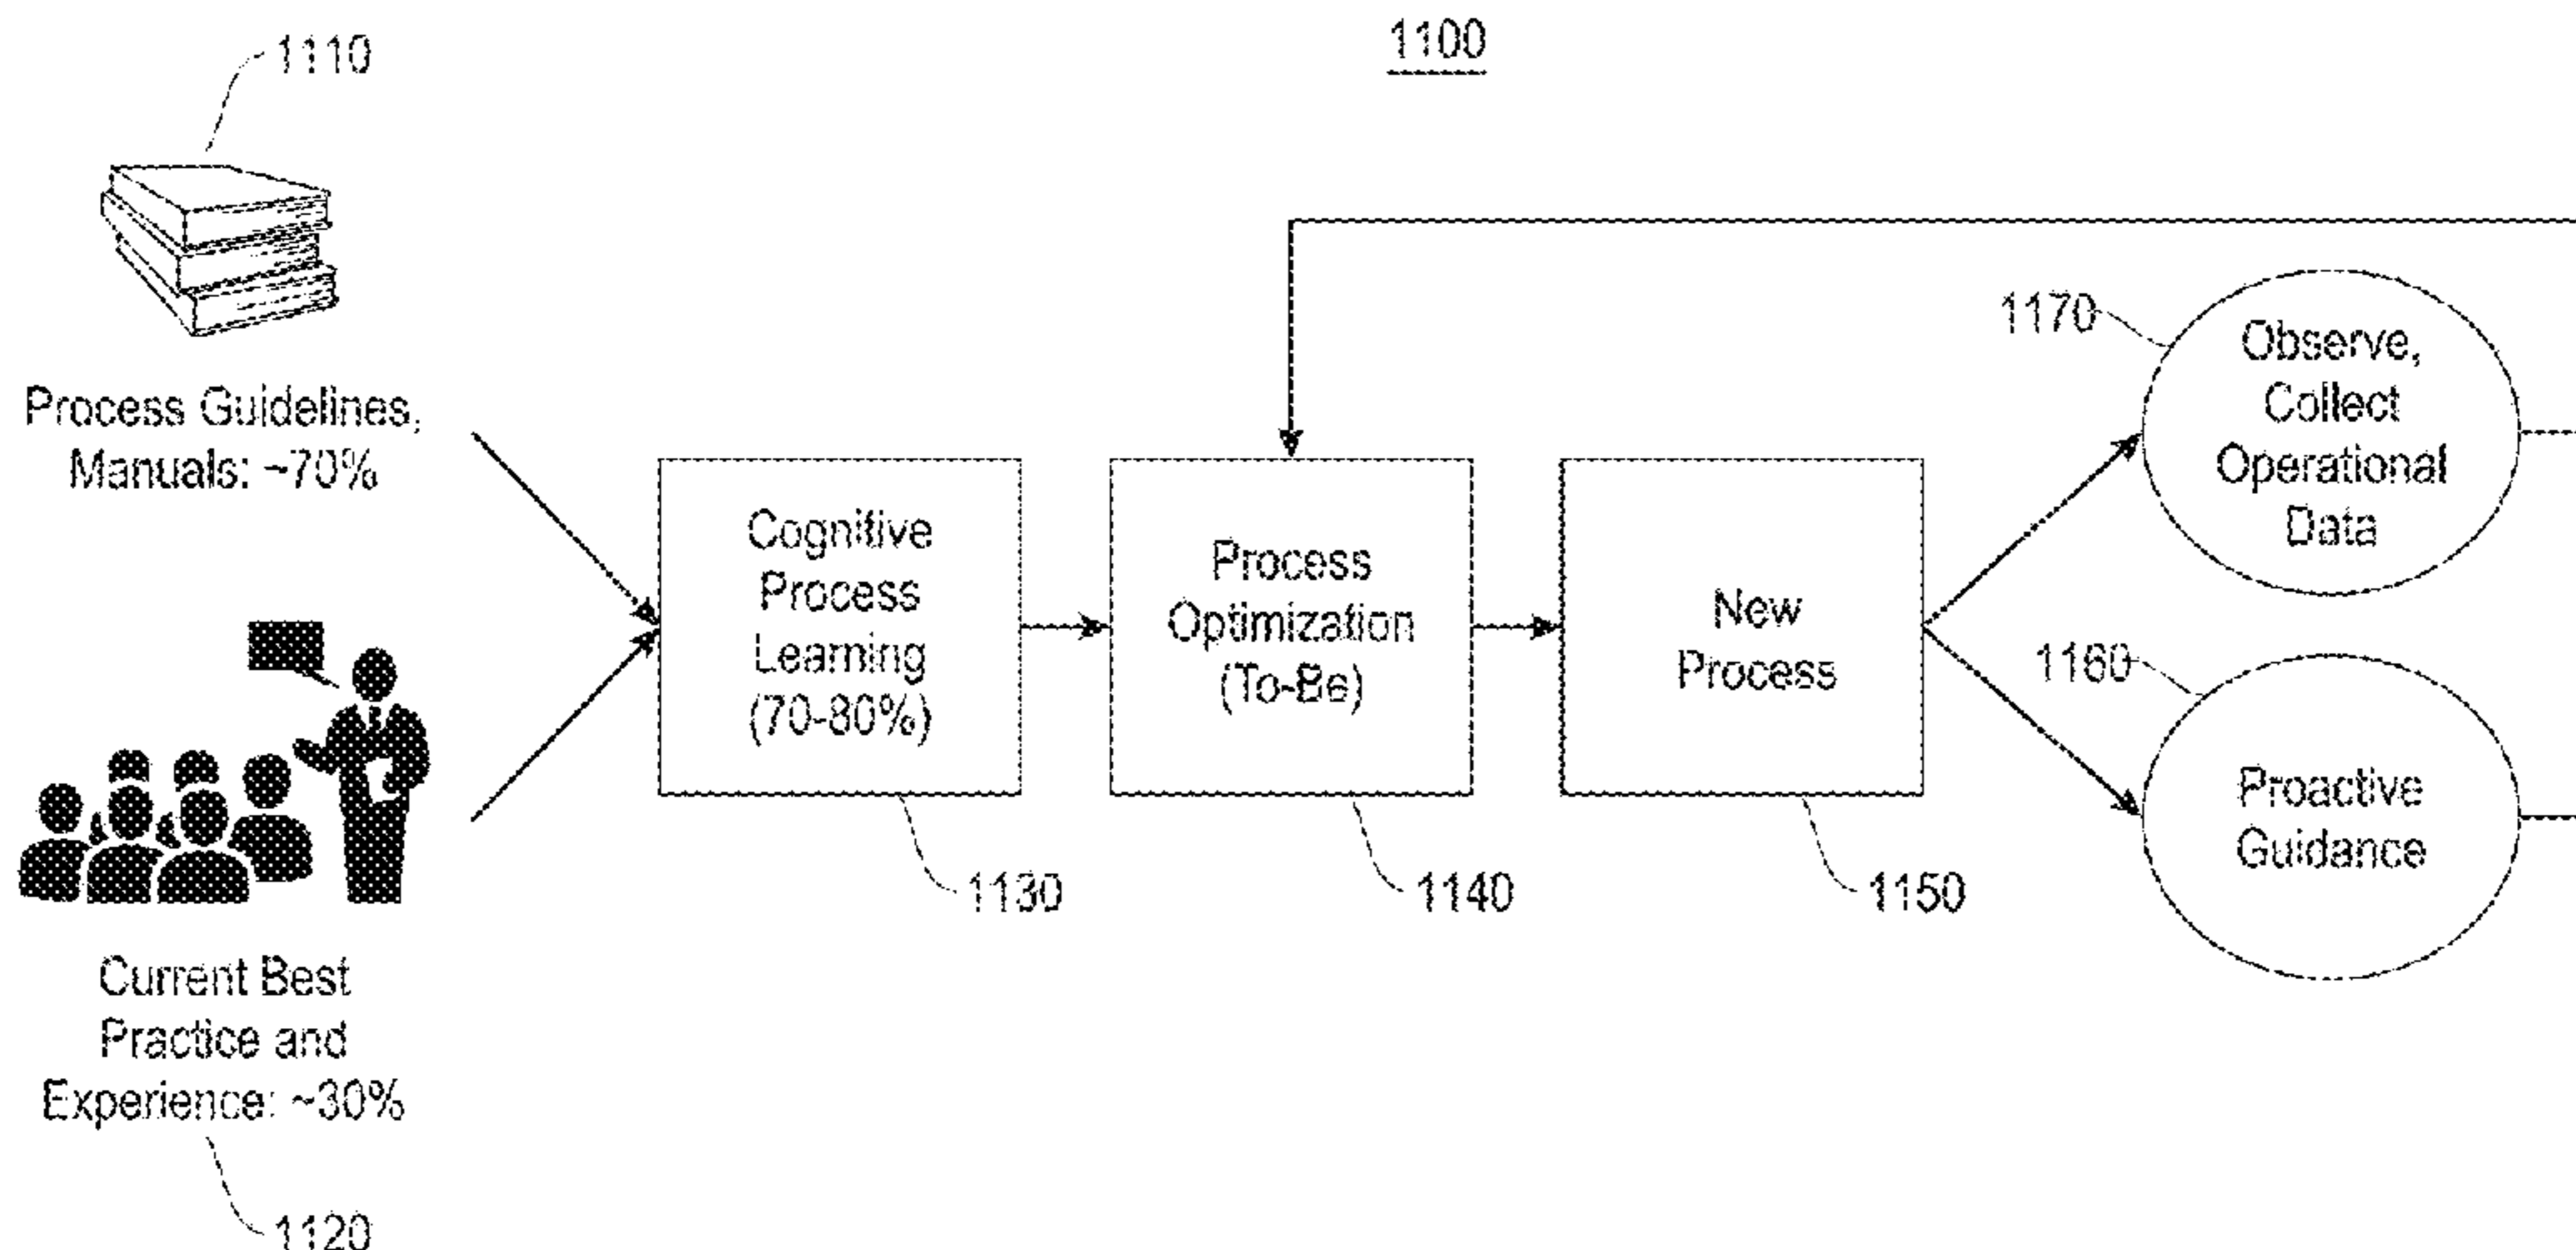 1100
1110
Process Guidelines,
Manuals: ~70%
Current Best
Practice and
Experience: ~30%
1120
Cognitive
Process
Learning
(70-80%)
1130
Process
Optimization
(To-Be)
1140
New
Process
1150
1170
Observe,
Collect
Operational
Data
1160
Proactive
Guidance